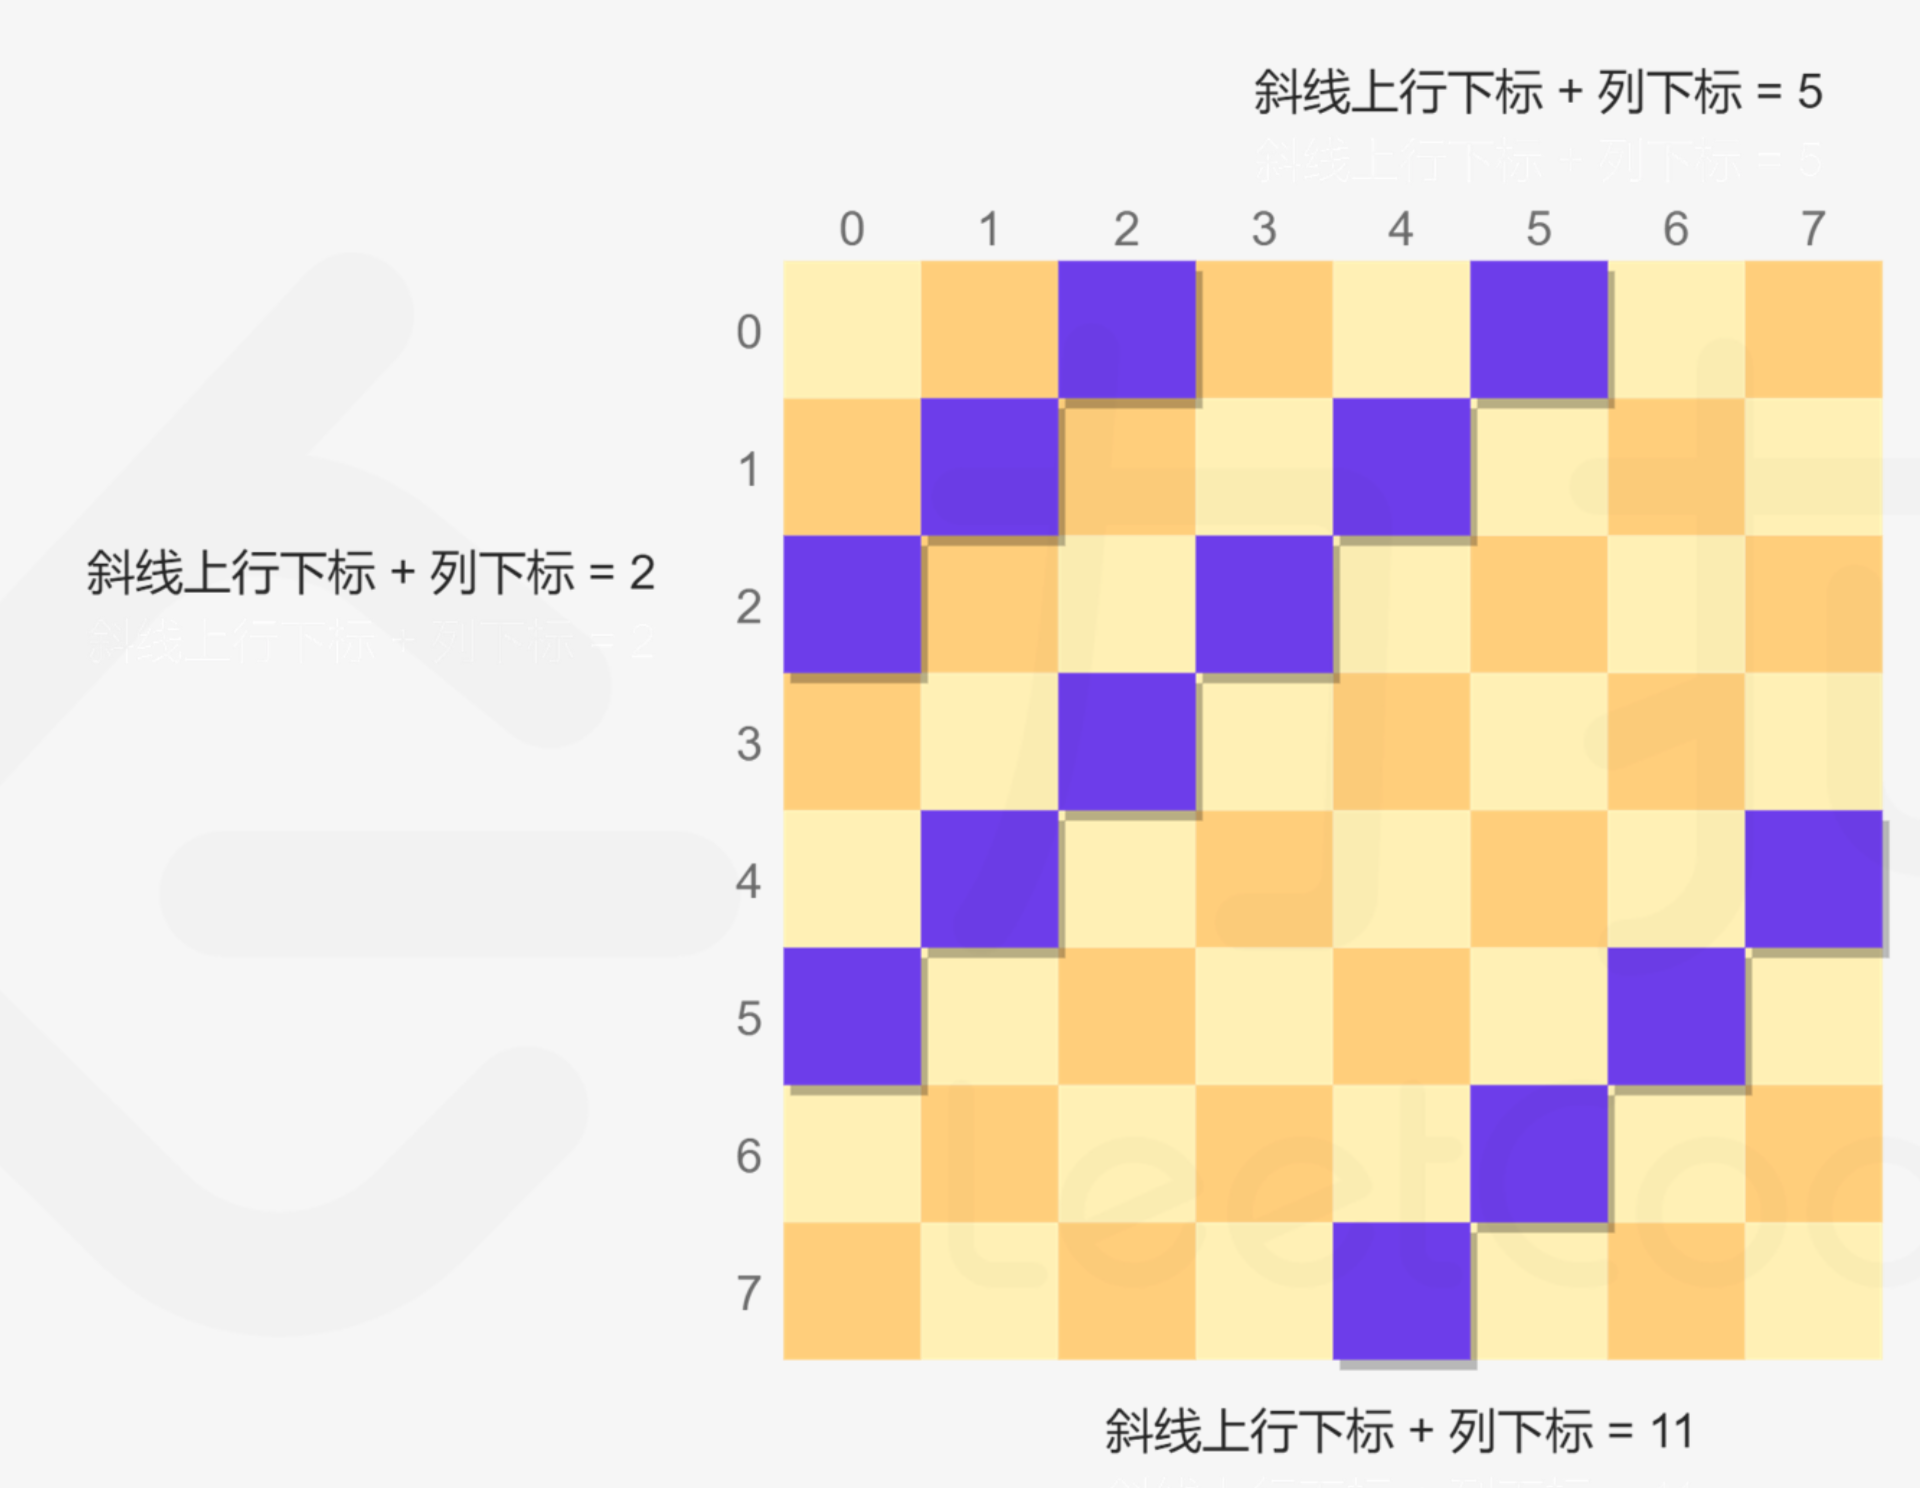 斜线上行下标 + 列下标 = 5
0 1 2 3 4 5 6 7
0
1
斜线上行下标 + 列下标 = 2
2
3
4
5
6
7
斜线上行下标 + 列下标 = 11